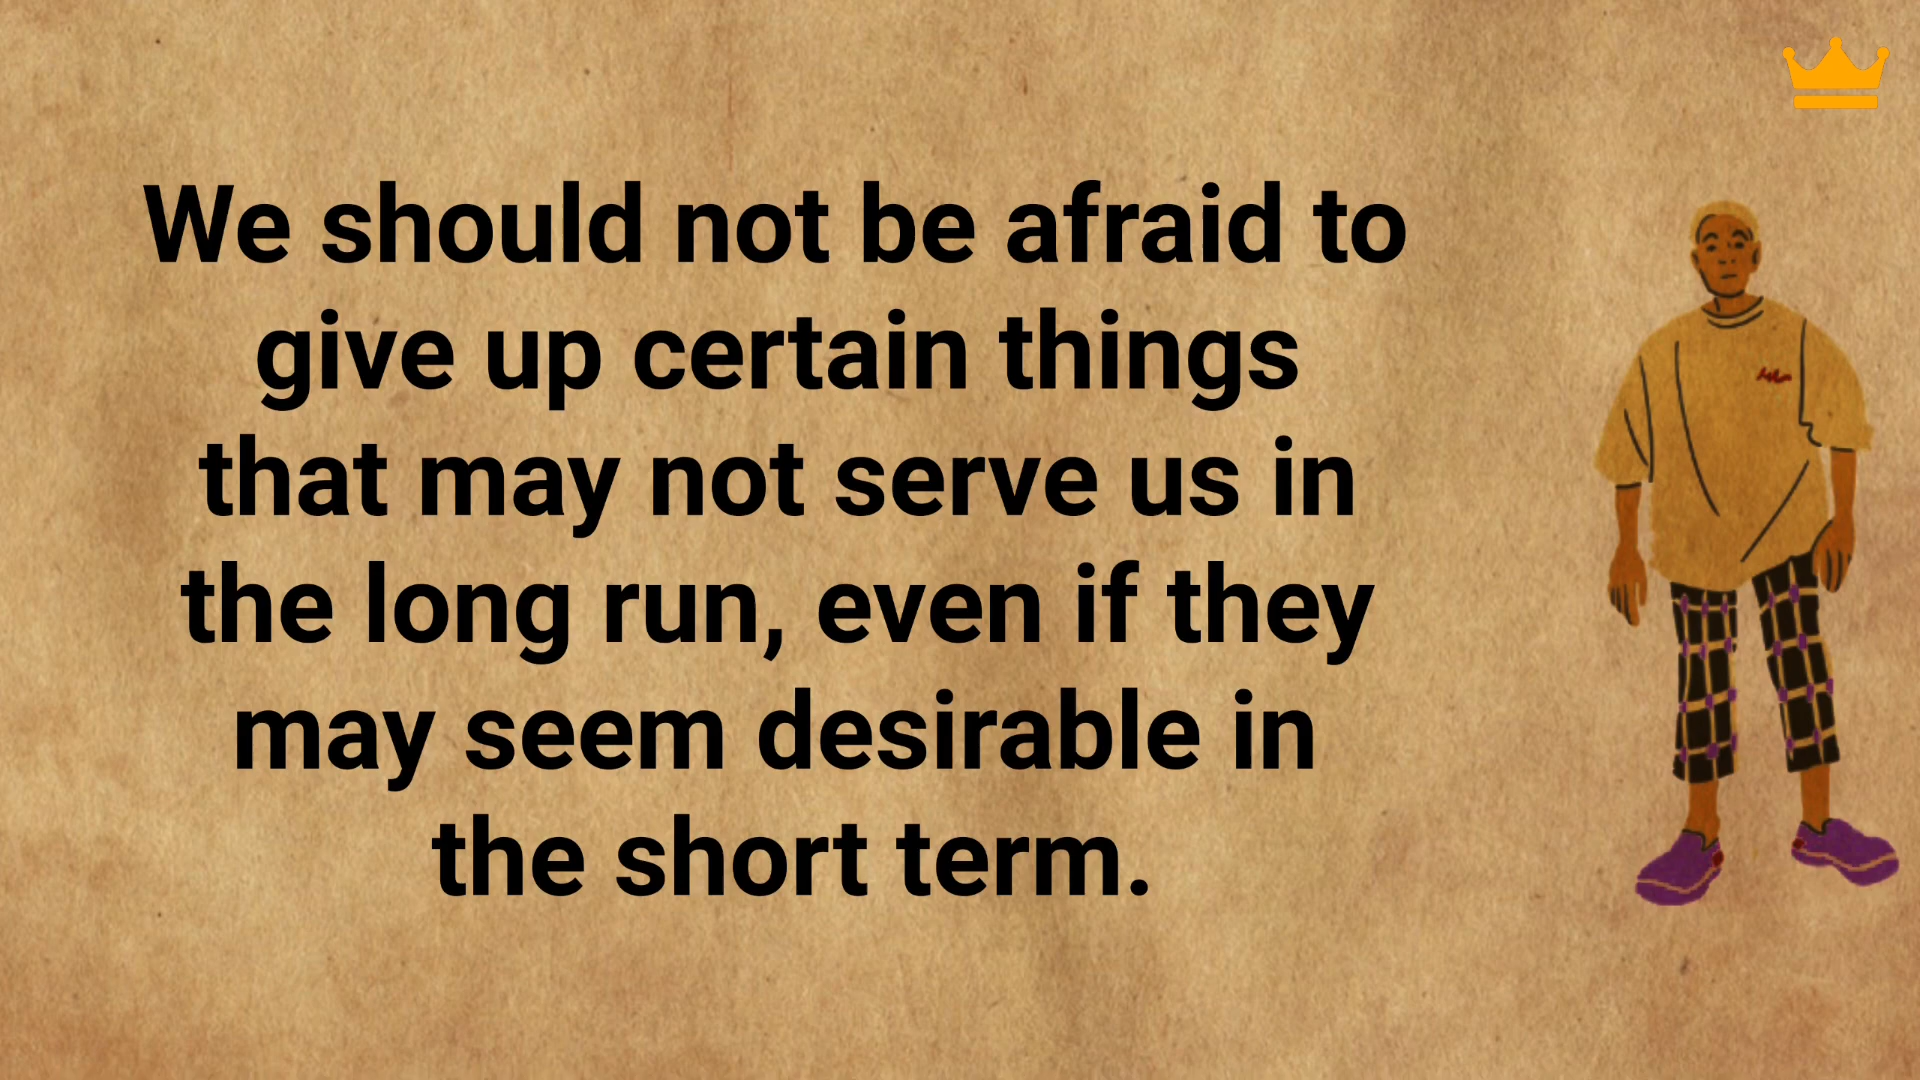 We should not be afraid to
give up certain things
that may not serve us in
the long run, even if they
may seem desirable in
the short term.